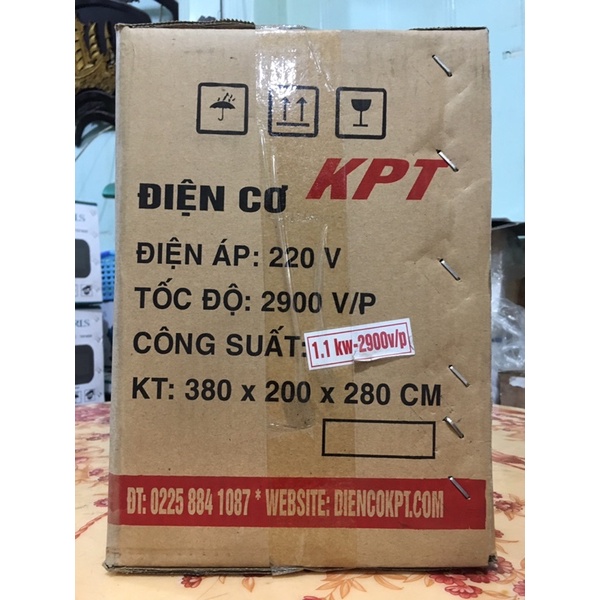 ĐIỆN CƠ KPT
ĐIỆN ÁP: 220 V
TỐC ĐỘ: 2900 V/P
CÔNG SUẤT: 1.1 kw-2900v/p
KT: 380 x 200 x 280 CM
ĐT: 0225 884 1087 * WEBSITE: DIENCOKPT.COM